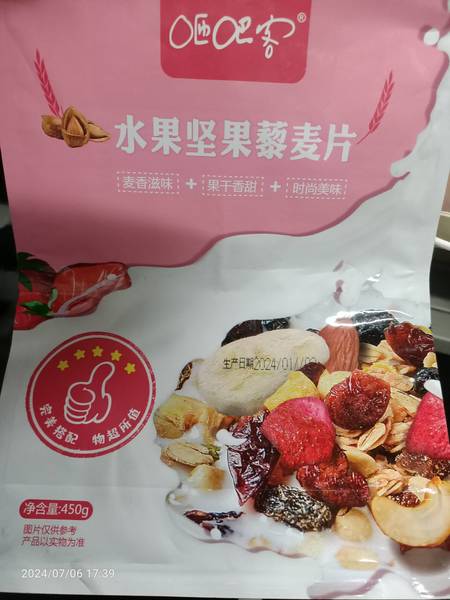 咂吧客®
水果坚果藜麦片
麦香滋味 + 果干香甜 + 时尚美味
生产日期2024/01/03
完美搭配 物超所值
净含量:450g
图片仅供参考
产品以实物为准
2024/07/06 17:39